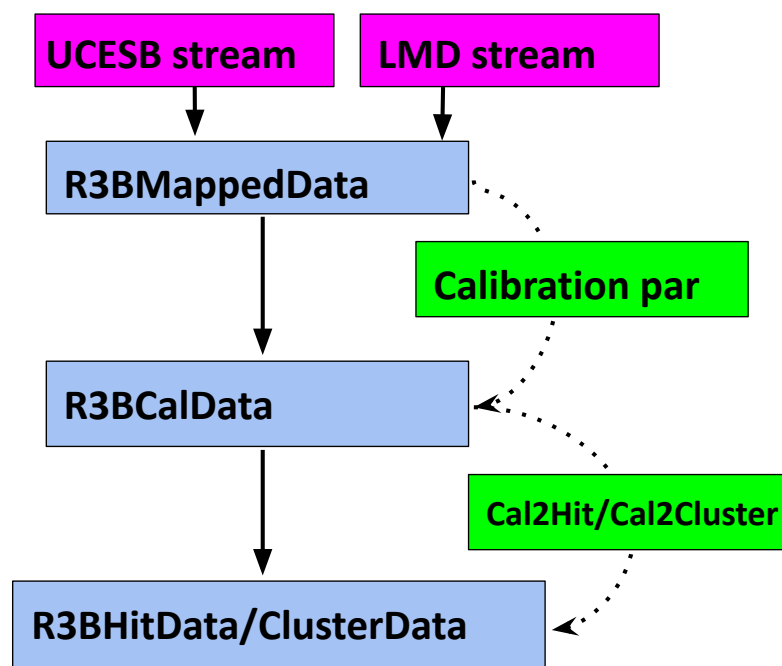 UCESB stream
LMD stream
R3BMappedData
Calibration par
R3BCalData
Cal2Hit/Cal2Cluster
R3BHitData/ClusterData